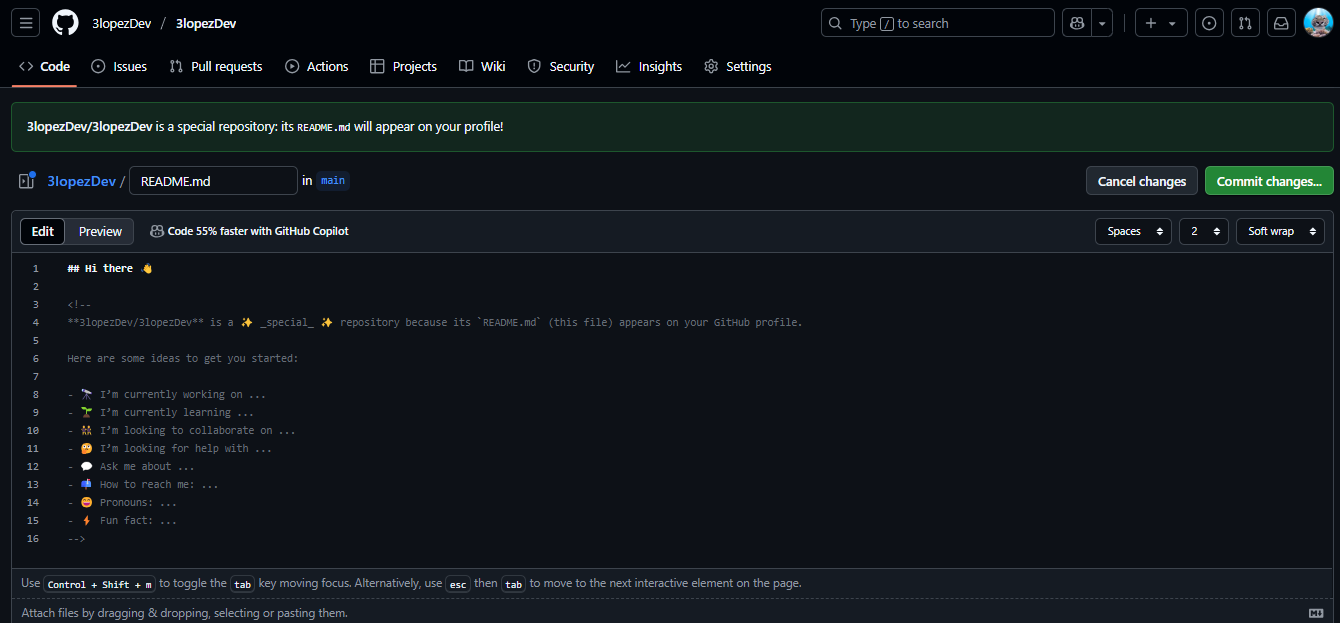 3lopezDev / 3lopezDev
Type / to search
Code Issues Pull requests Actions Projects Wiki Security Insights Settings
3lopezDev/3lopezDev is a special repository: its README.md will appear on your profile!
3lopezDev / README.md in main
Cancel changes Commit changes...
Edit Preview Code 55% faster with GitHub Copilot Spaces 2 Soft wrap
1 ## Hi there 👋
2
3 <!--
4 **3lopezDev/3lopezDev** is a ✨ _special_ ✨ repository because its `README.md` (this file) appears on your GitHub profile.
5
6 Here are some ideas to get you started:
7
8 - 🔭 I’m currently working on ...
9 - 🌱 I’m currently learning ...
10 - 👯 I’m looking to collaborate on ...
11 - 🤔 I’m looking for help with ...
12 - 💬 Ask me about ...
13 - 📫 How to reach me: ...
14 - 😄 Pronouns: ...
15 - ⚡ Fun fact: ...
16 -->
Use Control + Shift + m to toggle the tab key moving focus. Alternatively, use esc then tab to move to the next interactive element on the page.
Attach files by dragging & dropping, selecting or pasting them.